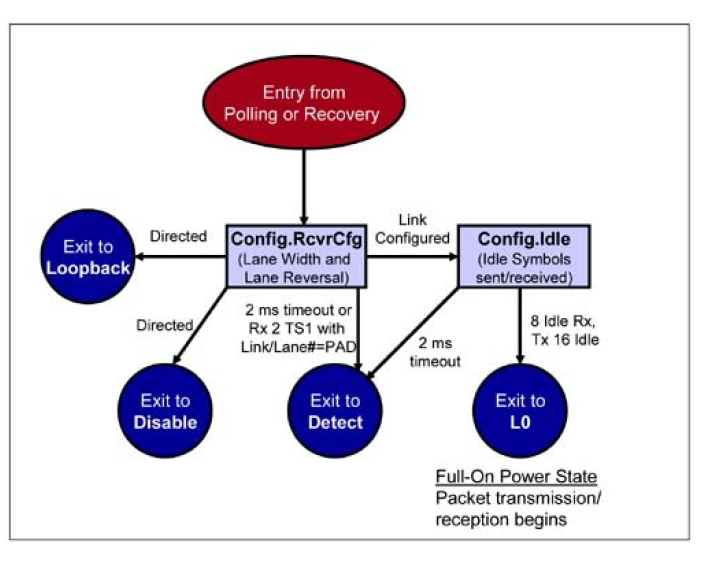 Entry from
Polling or Recovery
Exit to
Loopback
Directed
Config.RcvrCfg
(Lane Width and
Lane Reversal)
Link
Configured
Config.Idle
(Idle Symbols
sent/received)
Directed
2 ms timeout or
Rx 2 TS1 with
Link/Lane#=PAD
2 ms
timeout
8 Idle Rx,
Tx 16 Idle
Exit to
Disable
Exit to
Detect
Exit to
L0
Full-On Power State
Packet transmission/
reception begins